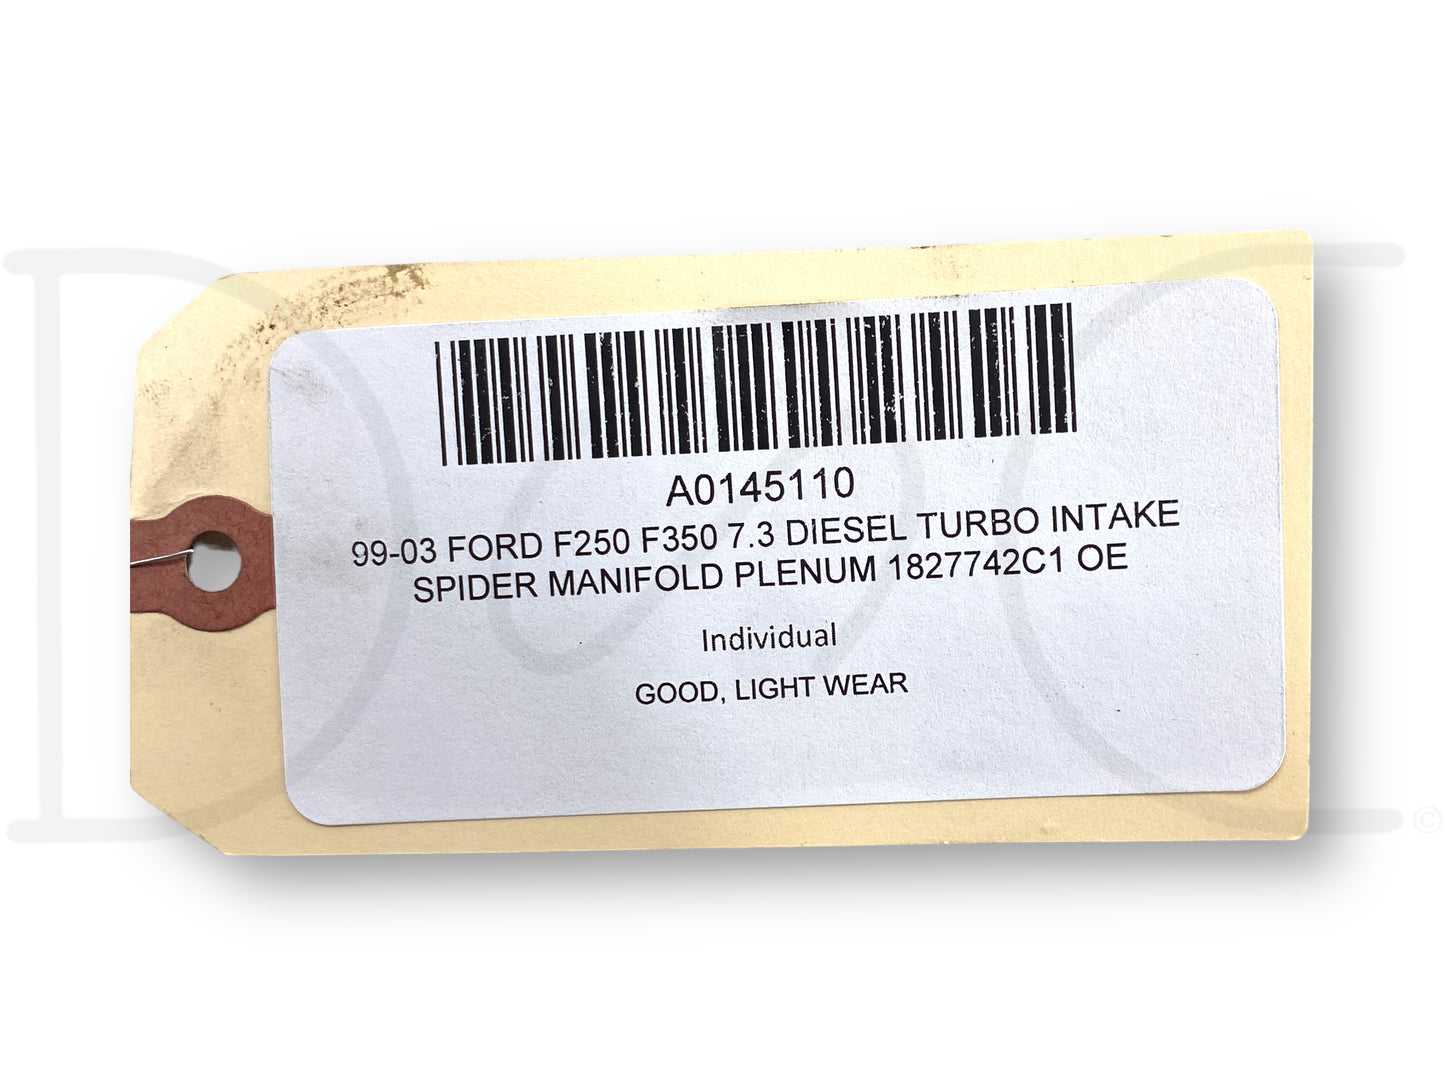 A0145110
99-03 FORD F250 F350 7.3 DIESEL TURBO INTAKE
SPIDER MANIFOLD PLENUM 1827742C1 OE
Individual
GOOD, LIGHT WEAR
©